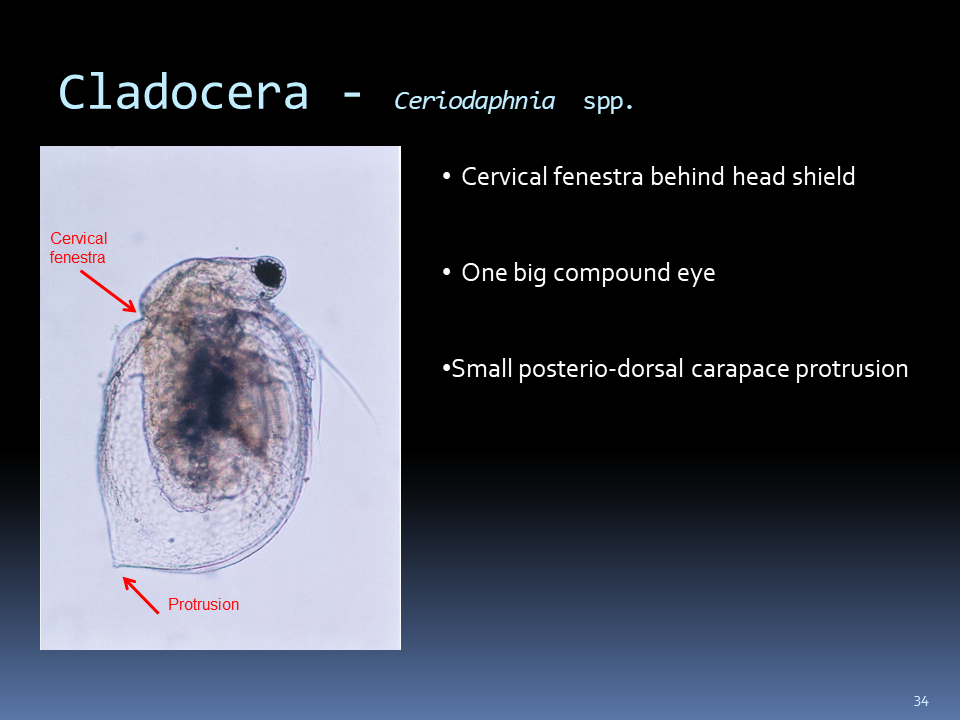 Cladocera - Ceriodaphnia spp.
• Cervical fenestra behind head shield
Cervical
fenestra
• One big compound eye
•Small posterio-dorsal carapace protrusion
Protrusion
34